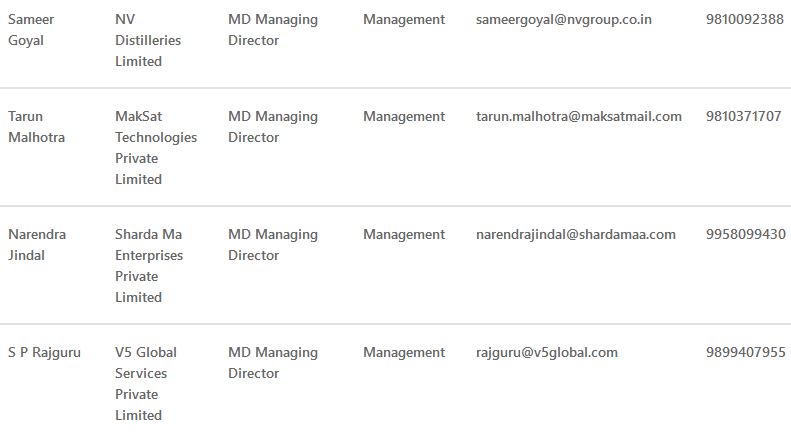 Sameer NV MD Managing Management sameergoyal@nvgroup.co.in 9810092388
Goyal Distilleries Director
Limited
Tarun MakSat MD Managing Management tarun.malhotra@maksatmail.com 9810371707
Malhotra Technologies Director
Private
Limited
Narendra Sharda Ma MD Managing Management narendrajindal@shardamaa.com 9958099430
Jindal Enterprises Director
Private
Limited
S P Rajguru V5 Global MD Managing Management rajguru@v5global.com 9899407955
Services Director
Private
Limited